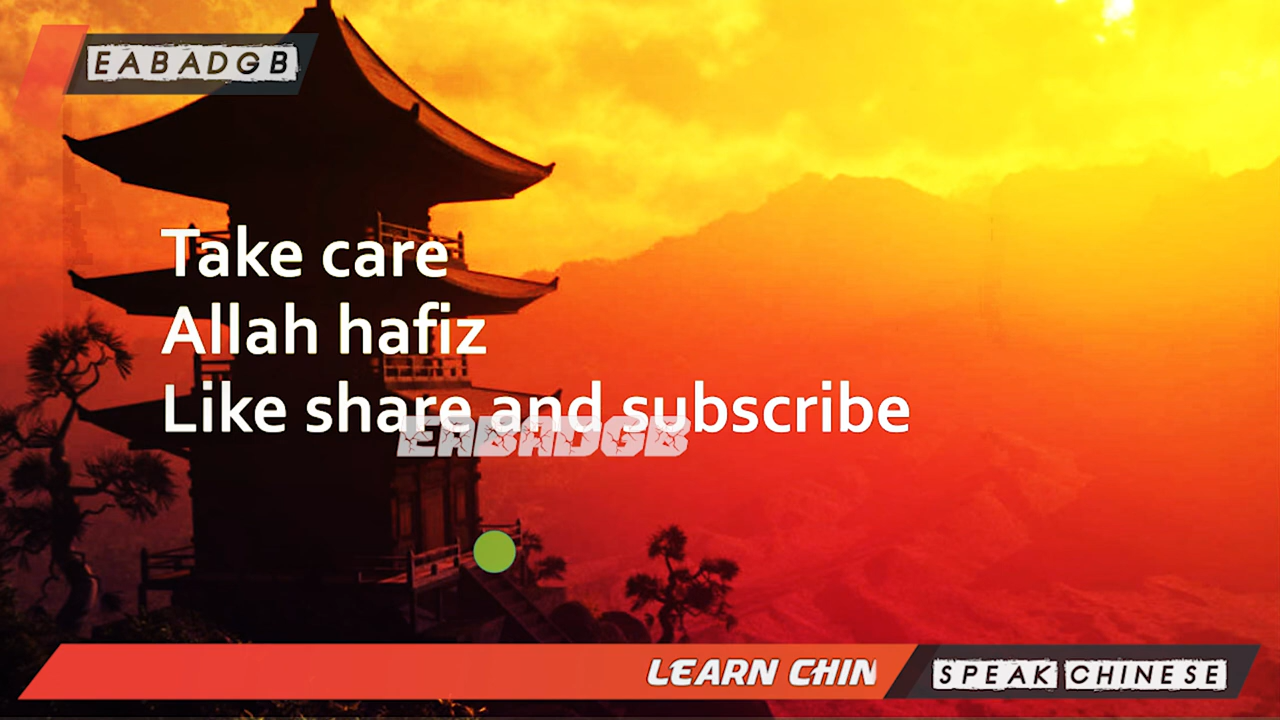 EABADGB
Take care
Allah hafiz
Like share and subscribe
EABADGB
LEARN CHIN
SPEAK CHINESE